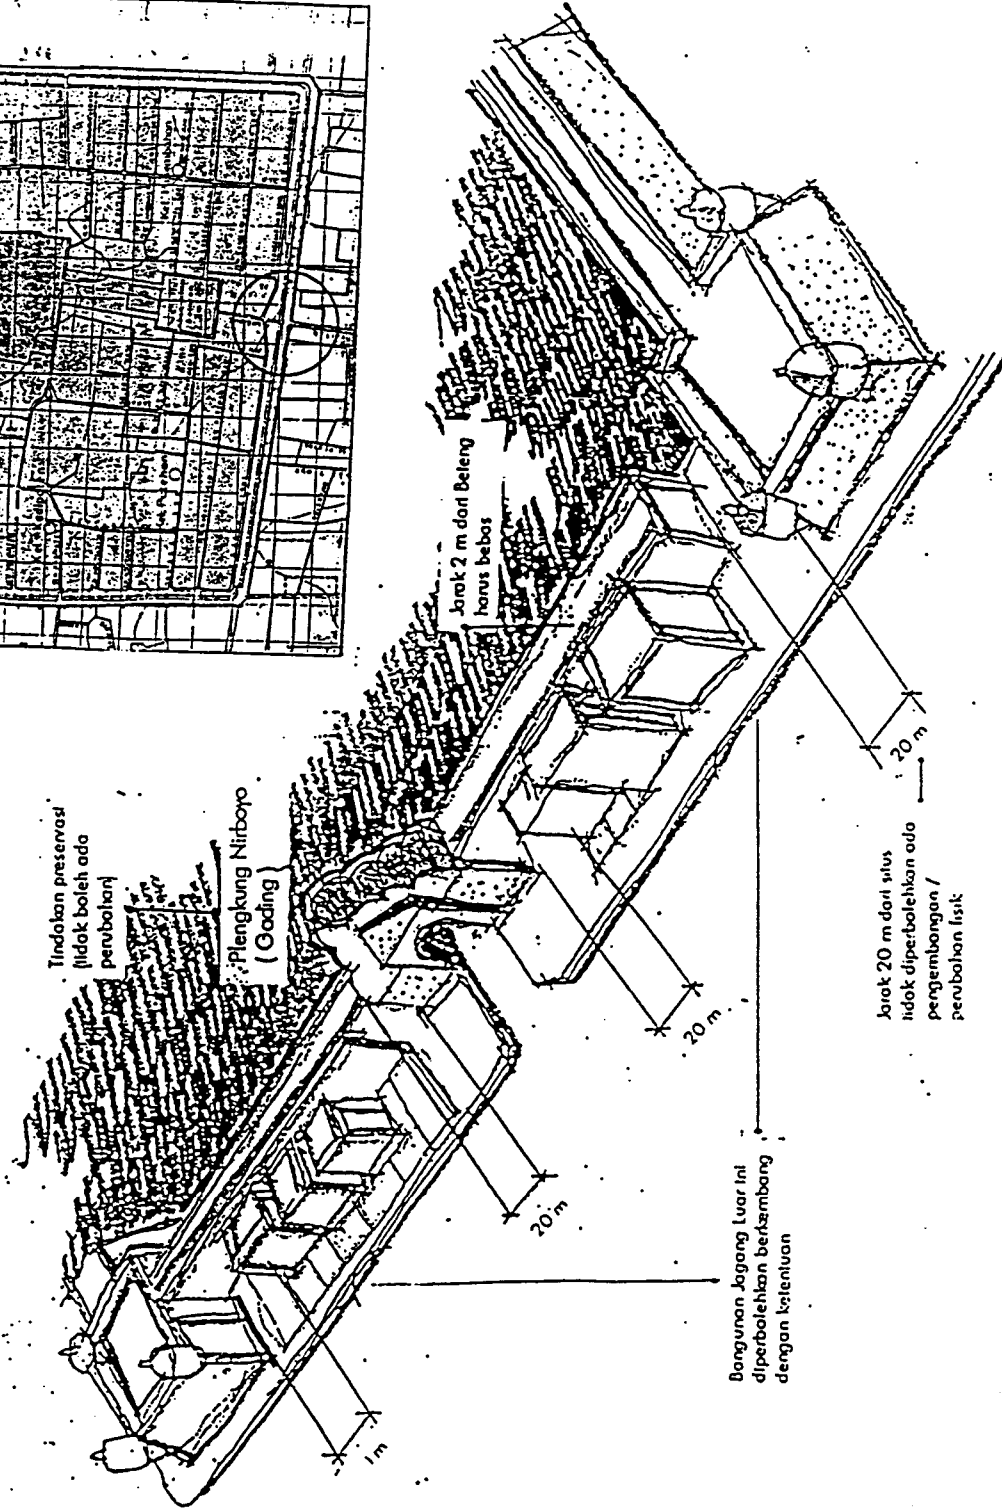 Tindakan preservasi
(tidak boleh ada
perubahan)
Plengkung Nirboyo
(Gading)
Jarak 2 m dari Beteng
harus bebas
1 m
20 m
20 m
20 m
Bangunan Jagang Luar ini
diperbolehkan berkembang
dengan ketentuan
Jarak 20 m dari situs
tidak diperbolehkan ada
pengembangan /
perubahan fisik